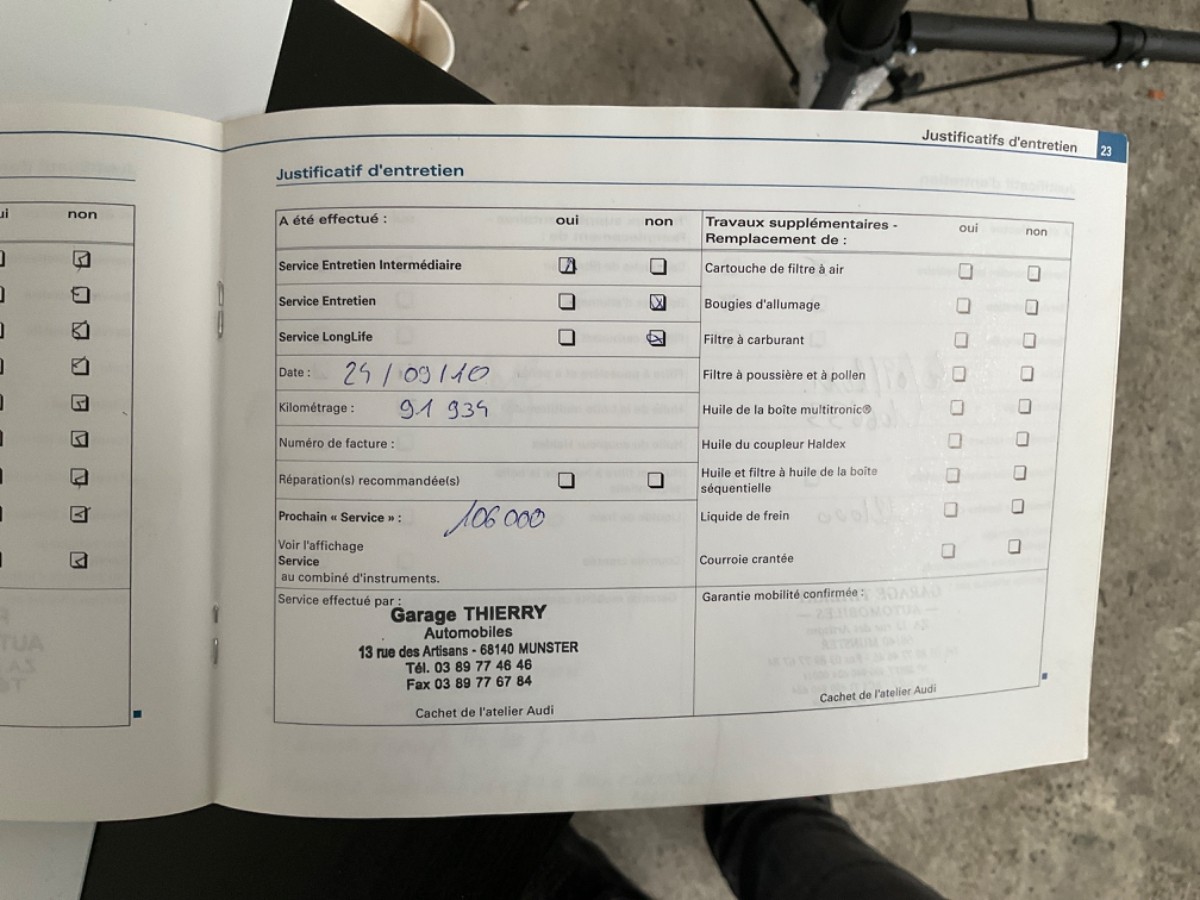 Justificatifs d'entretien 23
Justificatif d'entretien
non
A été effectué : oui non
Service Entretien Intermédiaire
Service Entretien
Service LongLife
Date : 24/09/10
Kilométrage : 91 934
Numéro de facture :
Réparation(s) recommandée(s)
Prochain « Service » : 106 000
Voir l'affichage
Service
au combiné d'instruments.
Service effectué par :
Garage THIERRY
Automobiles
13 rue des Artisans - 68140 MUNSTER
Tél. 03 89 77 46 46
Fax 03 89 77 67 84
Cachet de l'atelier Audi
Travaux supplémentaires -
Remplacement de : oui non
Cartouche de filtre à air
Bougies d'allumage
Filtre à carburant
Filtre à poussière et à pollen
Huile de la boîte multitronic®
Huile du coupleur Haldex
Huile et filtre à huile de la boîte
séquentielle
Liquide de frein
Courroie crantée
Garantie mobilité confirmée :
Cachet de l'atelier Audi